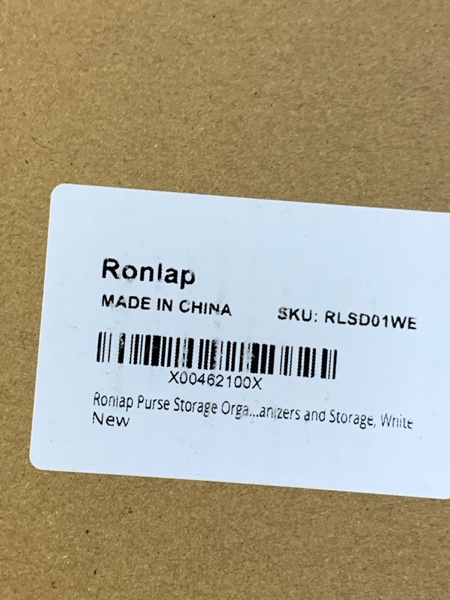 Ronlap
MADE IN CHINA SKU: RLSD01WE
X00462100X
Ronlap Purse Storage Orga...anizers and Storage, White
New